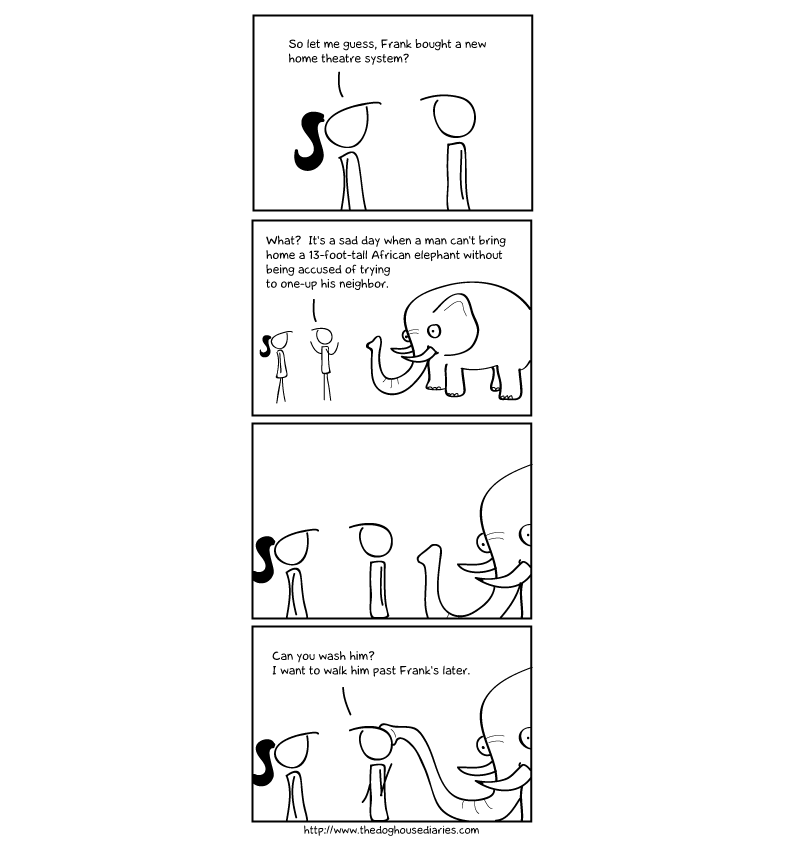 So let me guess, Frank bought a new
home theatre system?
What? It's a sad day when a man can't bring
home a 13-foot-tall African elephant without
being accused of trying
to one-up his neighbor.
Can you wash him?
I want to walk him past Frank's later.
http://www.thedoghousediaries.com